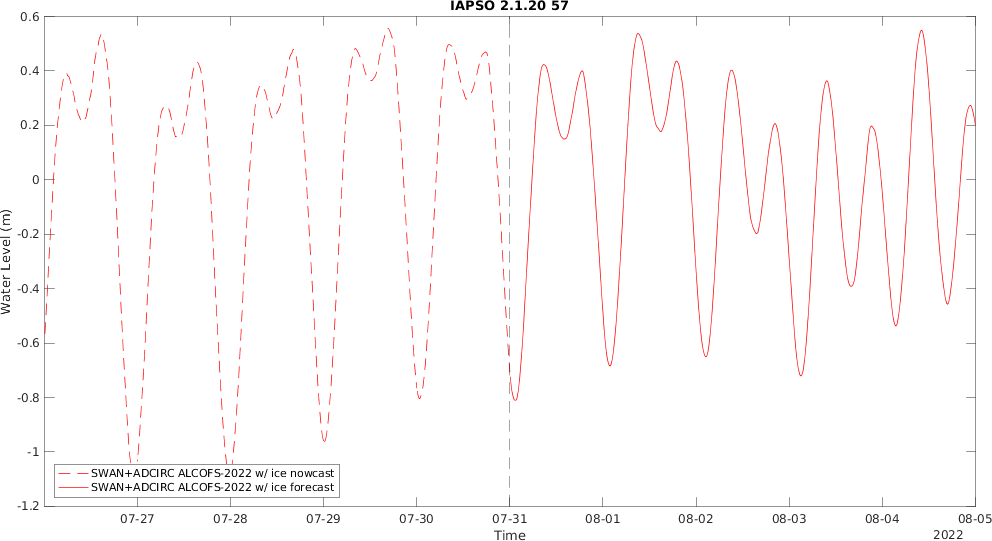 IAPSO 2.1.20 57
0.6
0.4
0.2
0
-0.2
-0.4
-0.6
-0.8
-1
-1.2
Water Level (m)
SWAN+ADCIRC ALCOFS-2022 w/ ice nowcast
SWAN+ADCIRC ALCOFS-2022 w/ ice forecast
07-27 07-28 07-29 07-30 07-31 08-01 08-02 08-03 08-04 08-05
Time
2022